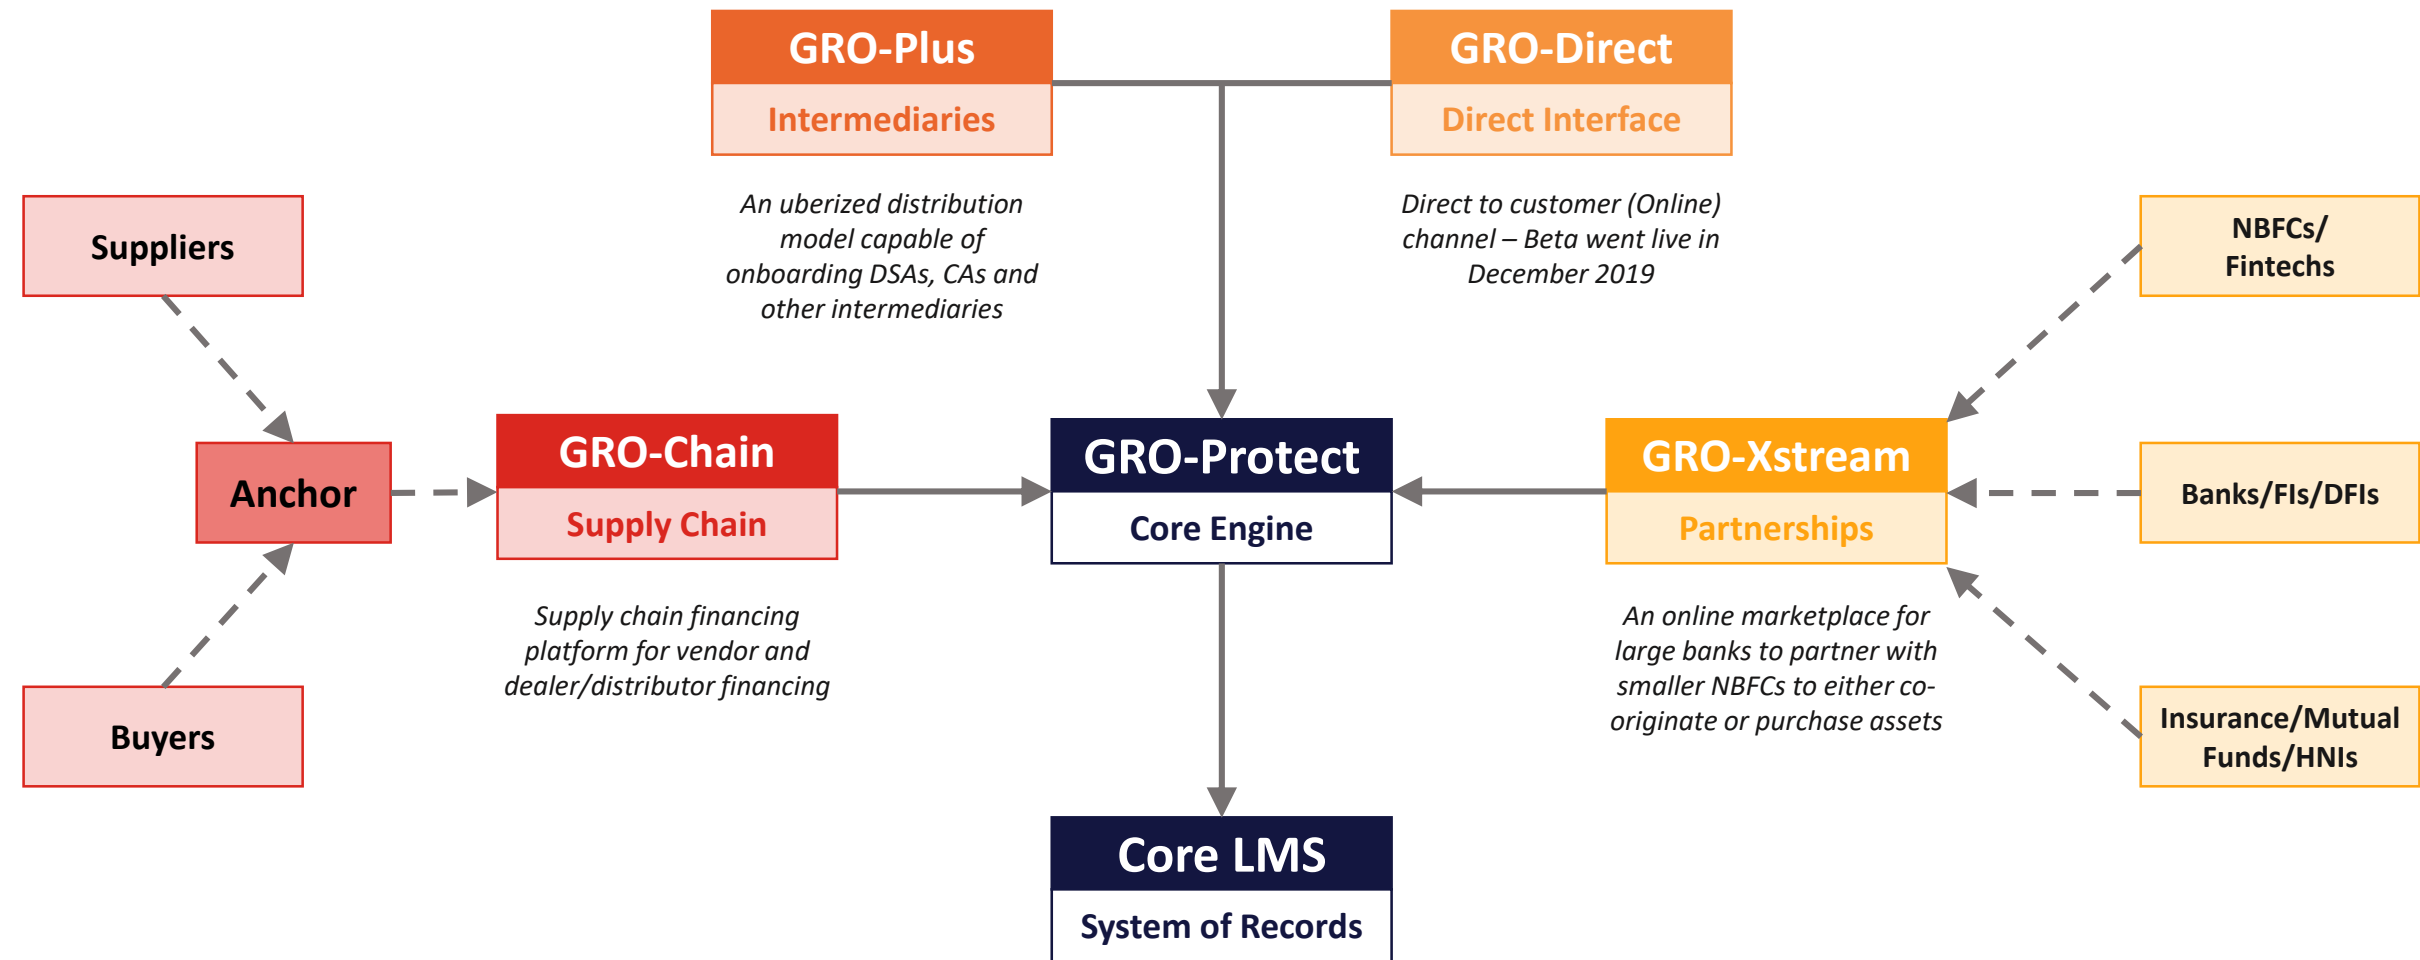 GRO-Plus
Intermediaries
An uberized distribution
model capable of
onboarding DSAs, CAs and
other intermediaries
GRO-Direct
Direct Interface
Direct to customer (Online)
channel – Beta went live in
December 2019
Suppliers
Anchor
Buyers
GRO-Chain
Supply Chain
Supply chain financing
platform for vendor and
dealer/distributor financing
GRO-Protect
Core Engine
GRO-Xstream
Partnerships
An online marketplace for
large banks to partner with
smaller NBFCs to either co-
originate or purchase assets
NBFCs/
Fintechs
Banks/FIs/DFIs
Insurance/Mutual
Funds/HNIs
Core LMS
System of Records